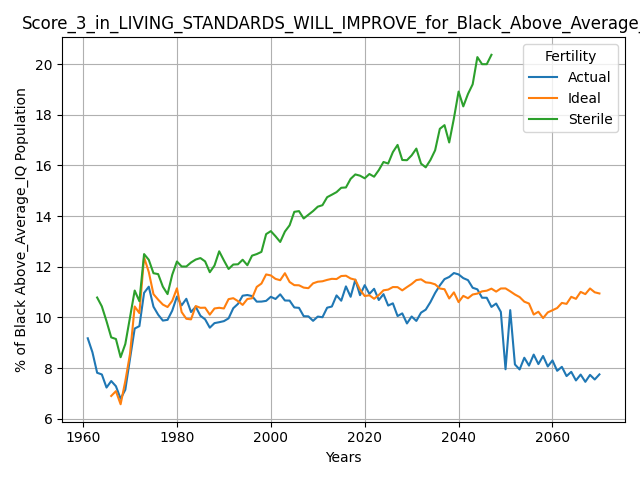 Score_3_in_LIVING_STANDARDS_WILL_IMPROVE_for_Black_Above_Average_
% of Black Above_Average_IQ Population
20
18
16
14
12
10
8
6
Fertility
Actual
Ideal
Sterile
1960
1980
2000
2020
2040
2060
Years